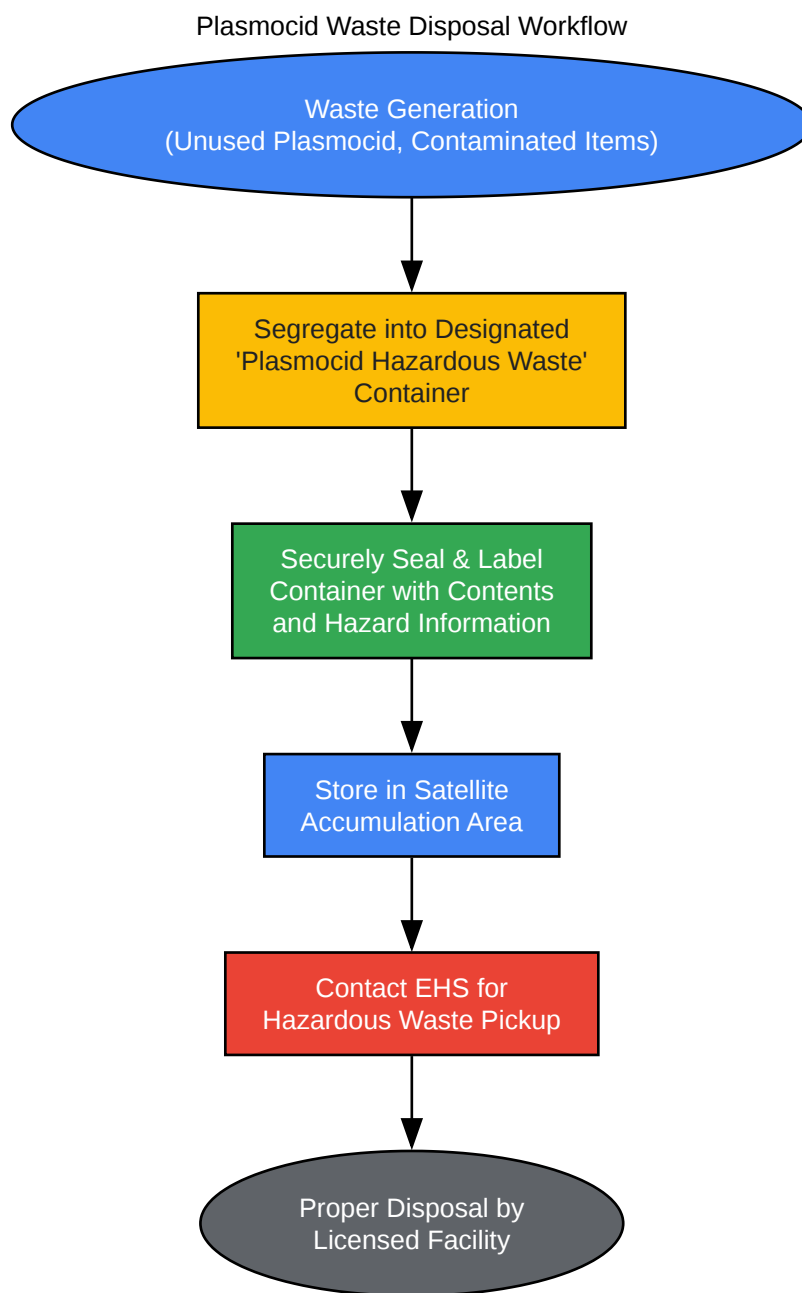 Plasmocid Waste Disposal Workflow
Waste Generation
(Unused Plasmocid, Contaminated Items)
Segregate into Designated
'Plasmocid Hazardous Waste'
Container
Securely Seal & Label
Container with Contents
and Hazard Information
Store in Satellite
Accumulation Area
Contact EHS for
Hazardous Waste Pickup
Proper Disposal by
Licensed Facility